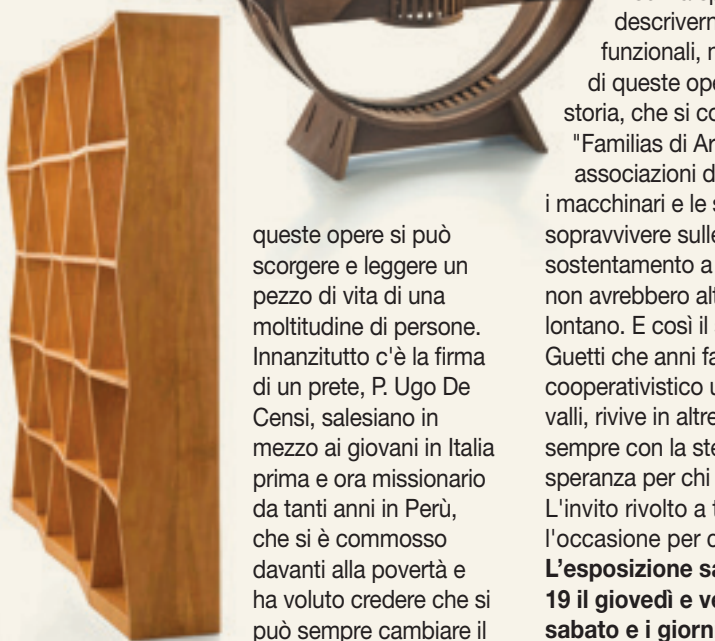 queste opere si può
scorgere e leggere un
pezzo di vita di una
moltitudine di persone.
Innanzitutto c'è la firma
di un prete, P. Ugo De
Censi, salesiano in
mezzo ai giovani in Italia
prima e ora missionario
da tanti anni in Perù,
che si è commosso
davanti alla povertà e
ha voluto credere che si
può sempre cambiare il
descrivern
funzionali, 
di queste ope
storia, che si co
"Familias di Ar
associazioni d
i macchinari e le s
sopravvivere sulle
sostentamento a
non avrebbero alt
lontano. E così il
Guetti che anni fa
cooperativistico u
valli, rivive in altre
sempre con la ste
speranza per chi
L'invito rivolto a t
l'occasione per c
L'esposizione sa
19 il giovedì e ve
sabato e i giorn